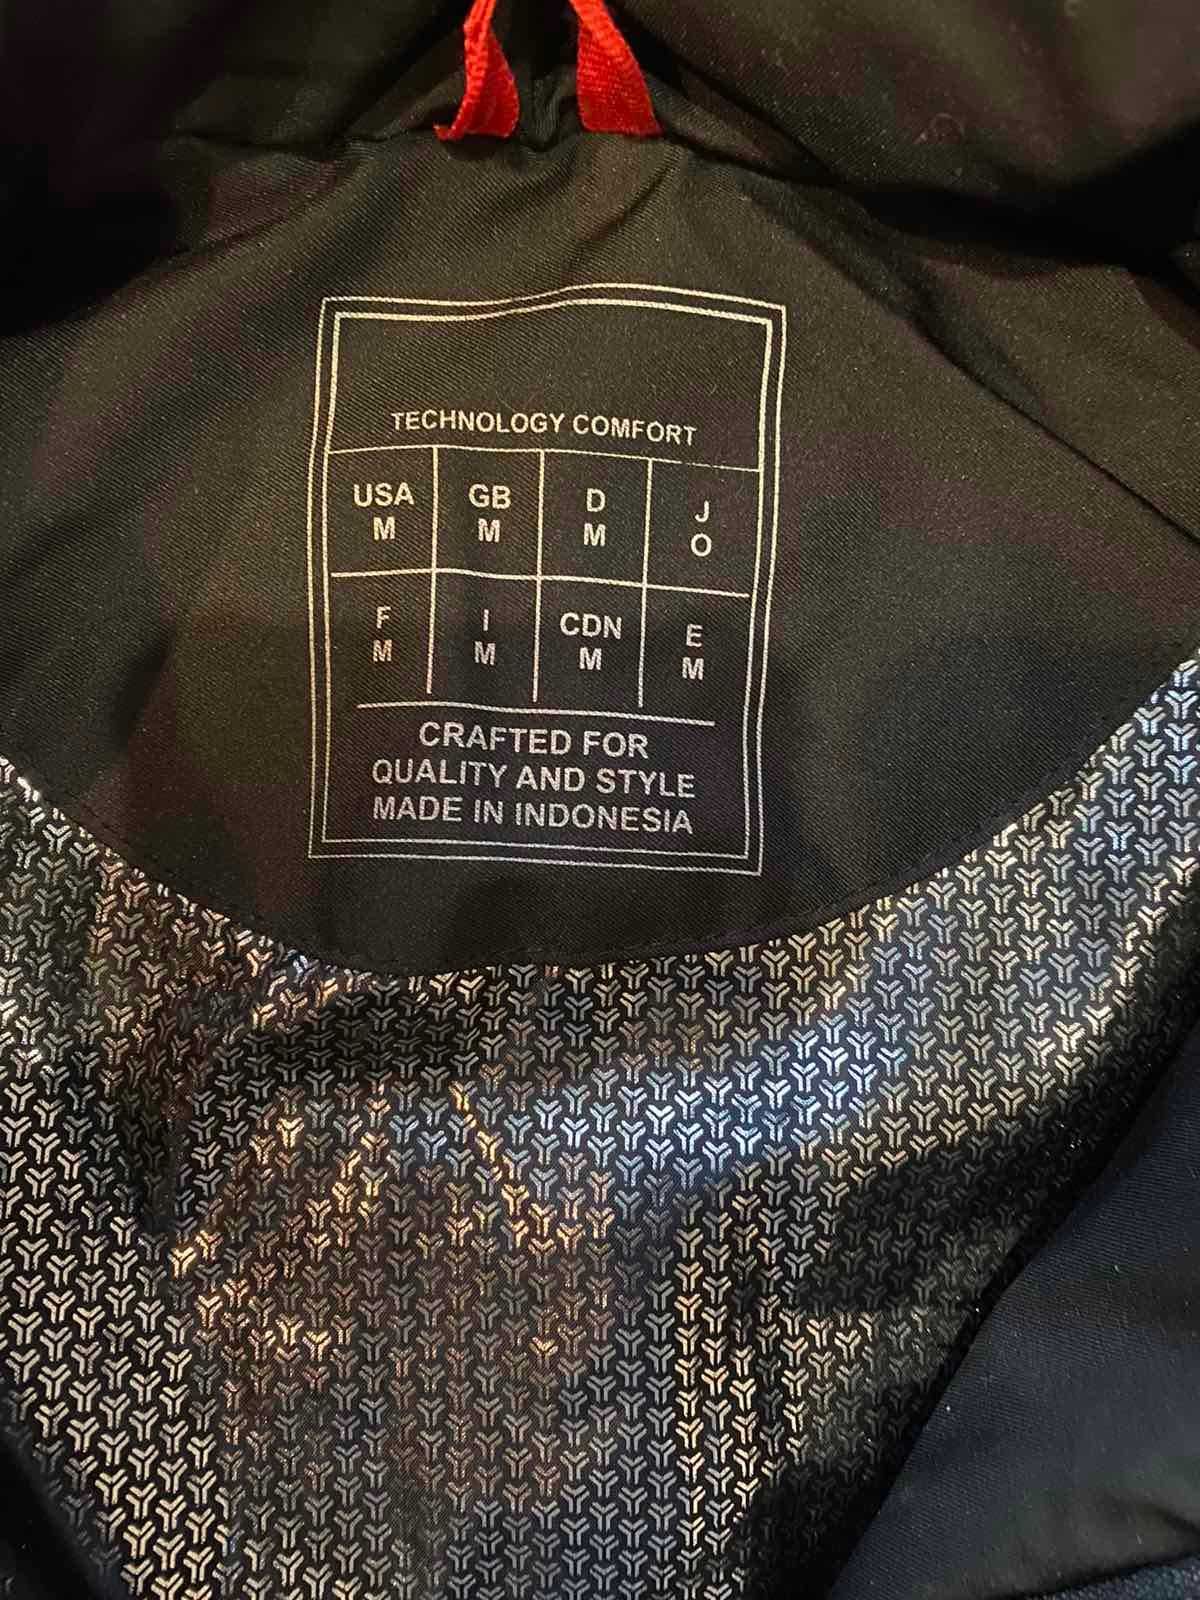 TECHNOLOGY COMFORT
USA GB D J
M M M O
F I CDN E
M M M M
CRAFTED FOR
QUALITY AND STYLE
MADE IN INDONESIA